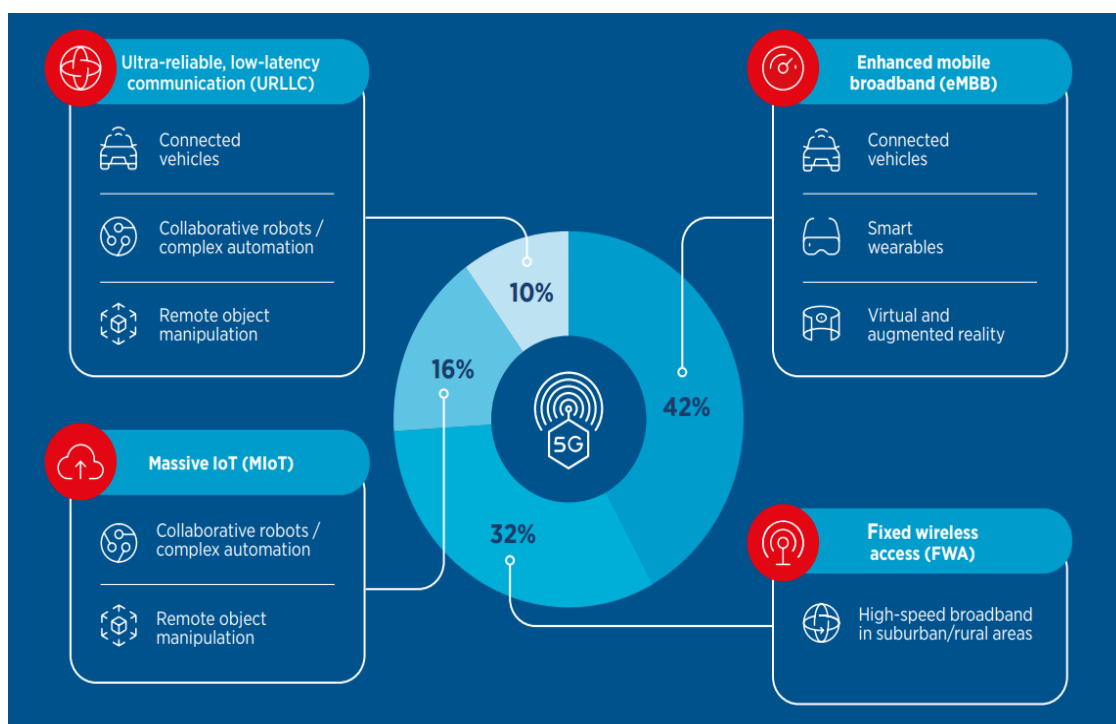 Ultra-reliable, low-latency
communication (URLLC)
Connected
vehicles
Collaborative robots /
complex automation
Remote object
manipulation
Enhanced mobile
broadband (eMBB)
Connected
vehicles
Smart
wearables
Virtual and
augmented reality
10%
16%
42%
5G
32%
Massive IoT (MIoT)
Collaborative robots /
complex automation
Remote object
manipulation
Fixed wireless
access (FWA)
High-speed broadband
in suburban/rural areas